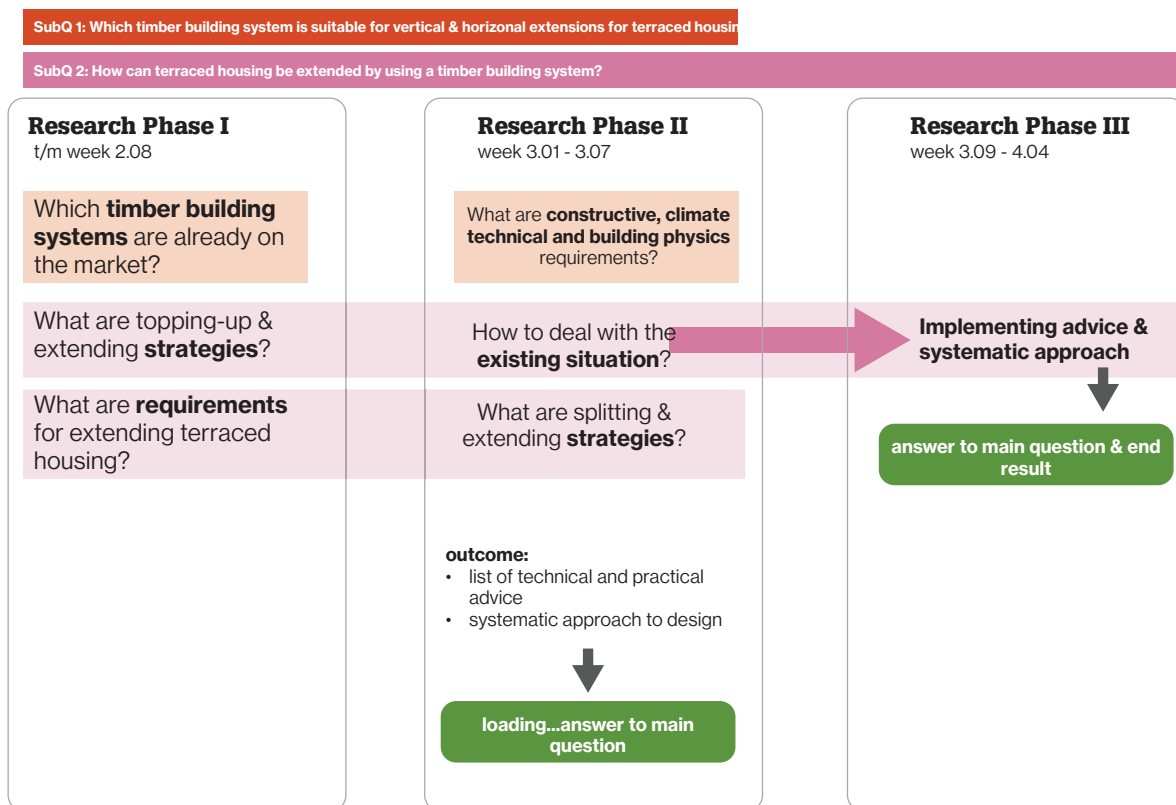 SubQ 1: Which timber building system is suitable for vertical & horizonal extensions for terraced housin
SubQ 2: How can terraced housing be extended by using a timber building system?
Research Phase I
t/m week 2.08
Which timber building
systems are already on
the market?
What are topping-up &
extending strategies?
What are requirements
for extending terraced
housing?
Research Phase II
week 3.01 - 3.07
What are constructive, climate
technical and building physics
requirements?
How to deal with the
existing situation?
What are splitting &
extending strategies?
outcome:
• list of technical and practical
advice
• systematic approach to design
loading...answer to main
question
Research Phase III
week 3.09 - 4.04
Implementing advice &
systematic approach
answer to main question & end
result